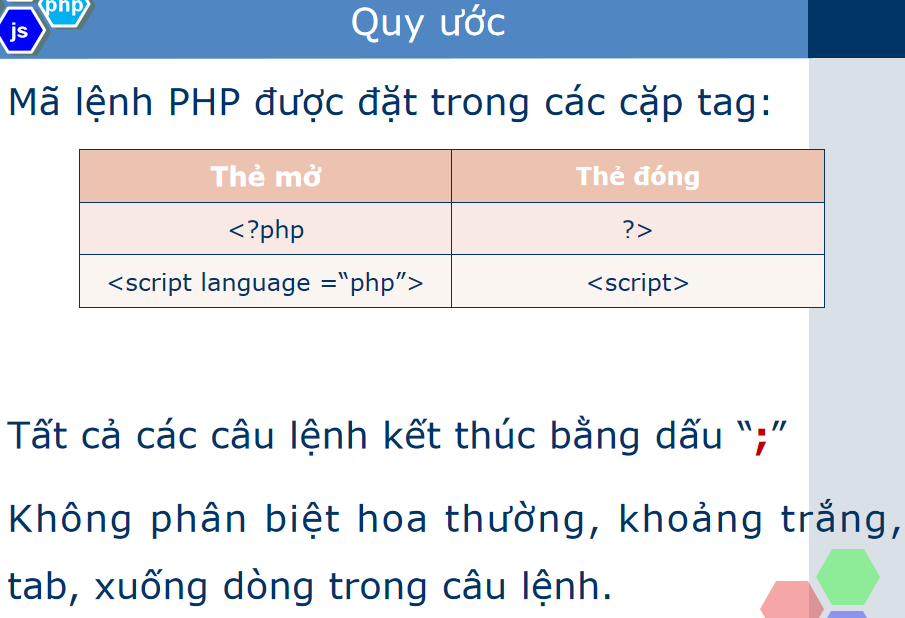 php
js
Quy ước
Mã lệnh PHP được đặt trong các cặp tag:
Thẻ mở Thẻ đóng
<?php ?>
<script language =“php”> <script>
Tất cả các câu lệnh kết thúc bằng dấu “;”
Không phân biệt hoa thường, khoảng trắng,
tab, xuống dòng trong câu lệnh.